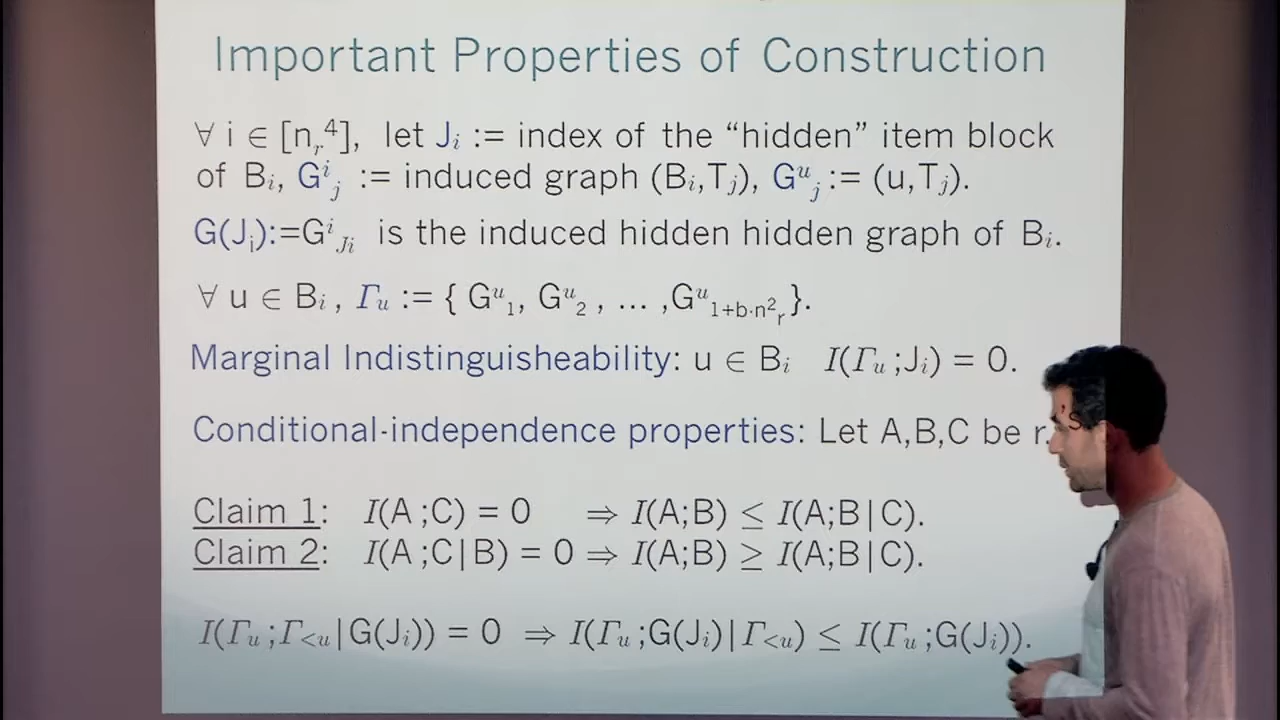 Important Properties of Construction
∀ i ∈ [n_r^4], let J_i := index of the “hidden” item block
of B_i, G^i_j := induced graph (B_i,T_j), G^u_j := (u,T_j).
G(J_i):=G^i_{Ji} is the induced hidden hidden graph of B_i.
∀ u ∈ B_i , Γ_u := { G^u_1, G^u_2 , ... ,G^u_{1+b·n^2_r}}.
Marginal Indistinguisheability: u ∈ B_i I(Γ_u ;J_i) = 0.
Conditional-independence properties: Let A,B,C be r.
Claim 1: I(A ;C) = 0 ⇒ I(A;B) ≤ I(A;B|C).
Claim 2: I(A ;C|B) = 0 ⇒ I(A;B) ≥ I(A;B|C).
I(Γ_u ;Γ_{<u}|G(J_i)) = 0 ⇒ I(Γ_u ;G(J_i)|Γ_{<u}) ≤ I(Γ_u ;G(J_i)).